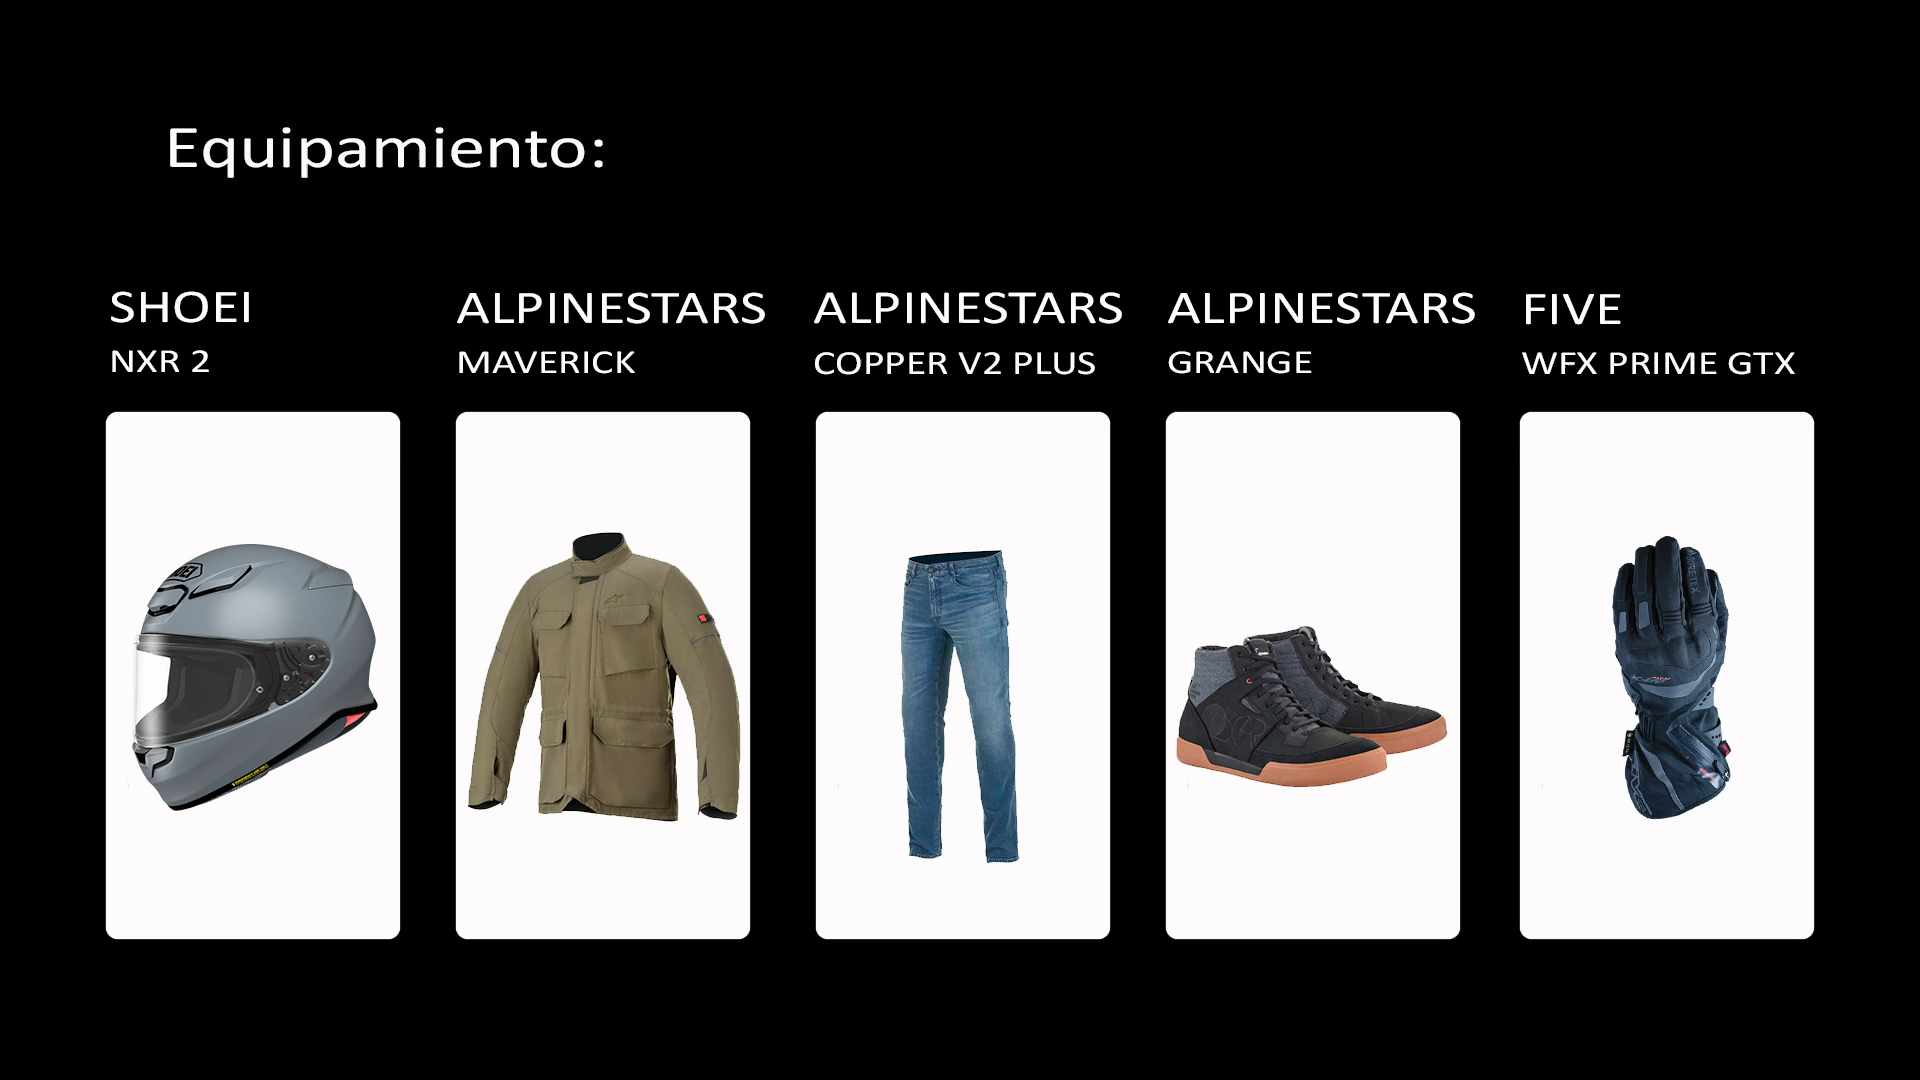 Equipamiento:
SHOEI
NXR 2
ALPINESTARS
MAVERICK
ALPINESTARS
COPPER V2 PLUS
ALPINESTARS
GRANGE
FIVE
WFX PRIME GTX